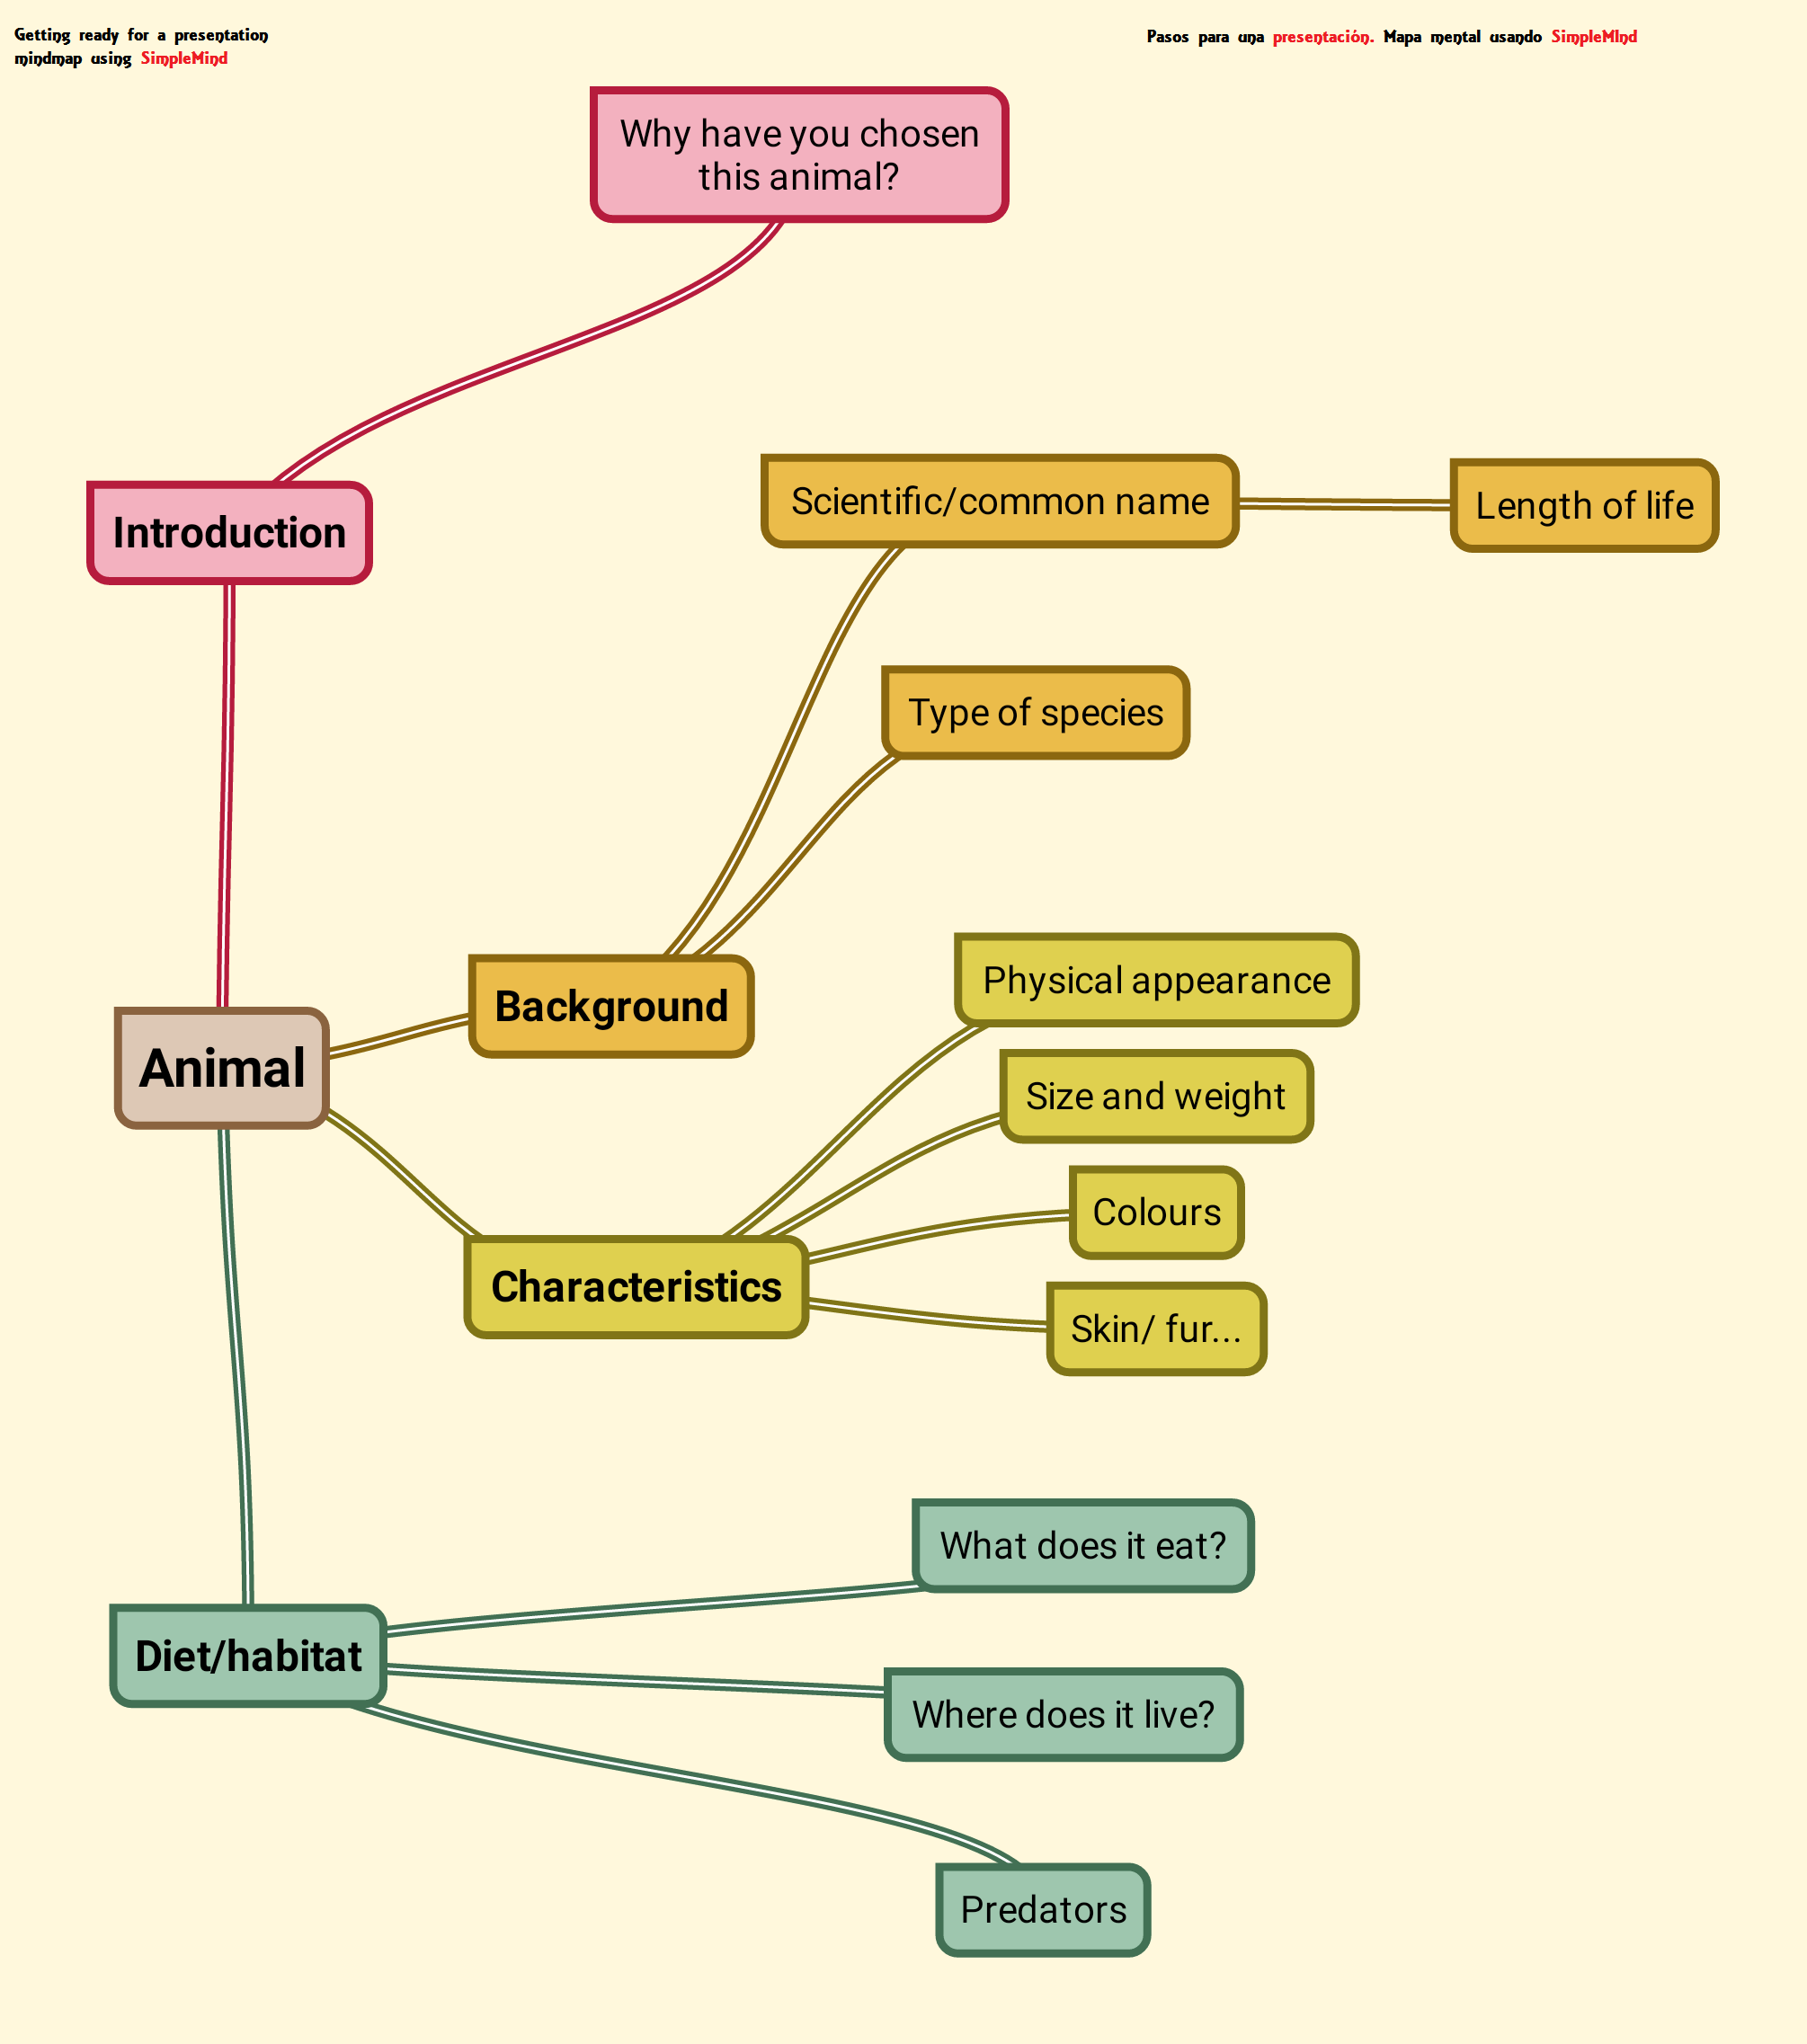 Getting ready for a presentation
mindmap using SimpleMind
Pasos para una presentación. Mapa mental usando SimpleMInd
Why have you chosen
this animal?
Introduction
Scientific/common name
Length of life
Type of species
Background
Animal
Physical appearance
Size and weight
Colours
Characteristics
Skin/ fur...
What does it eat?
Diet/habitat
Where does it live?
Predators